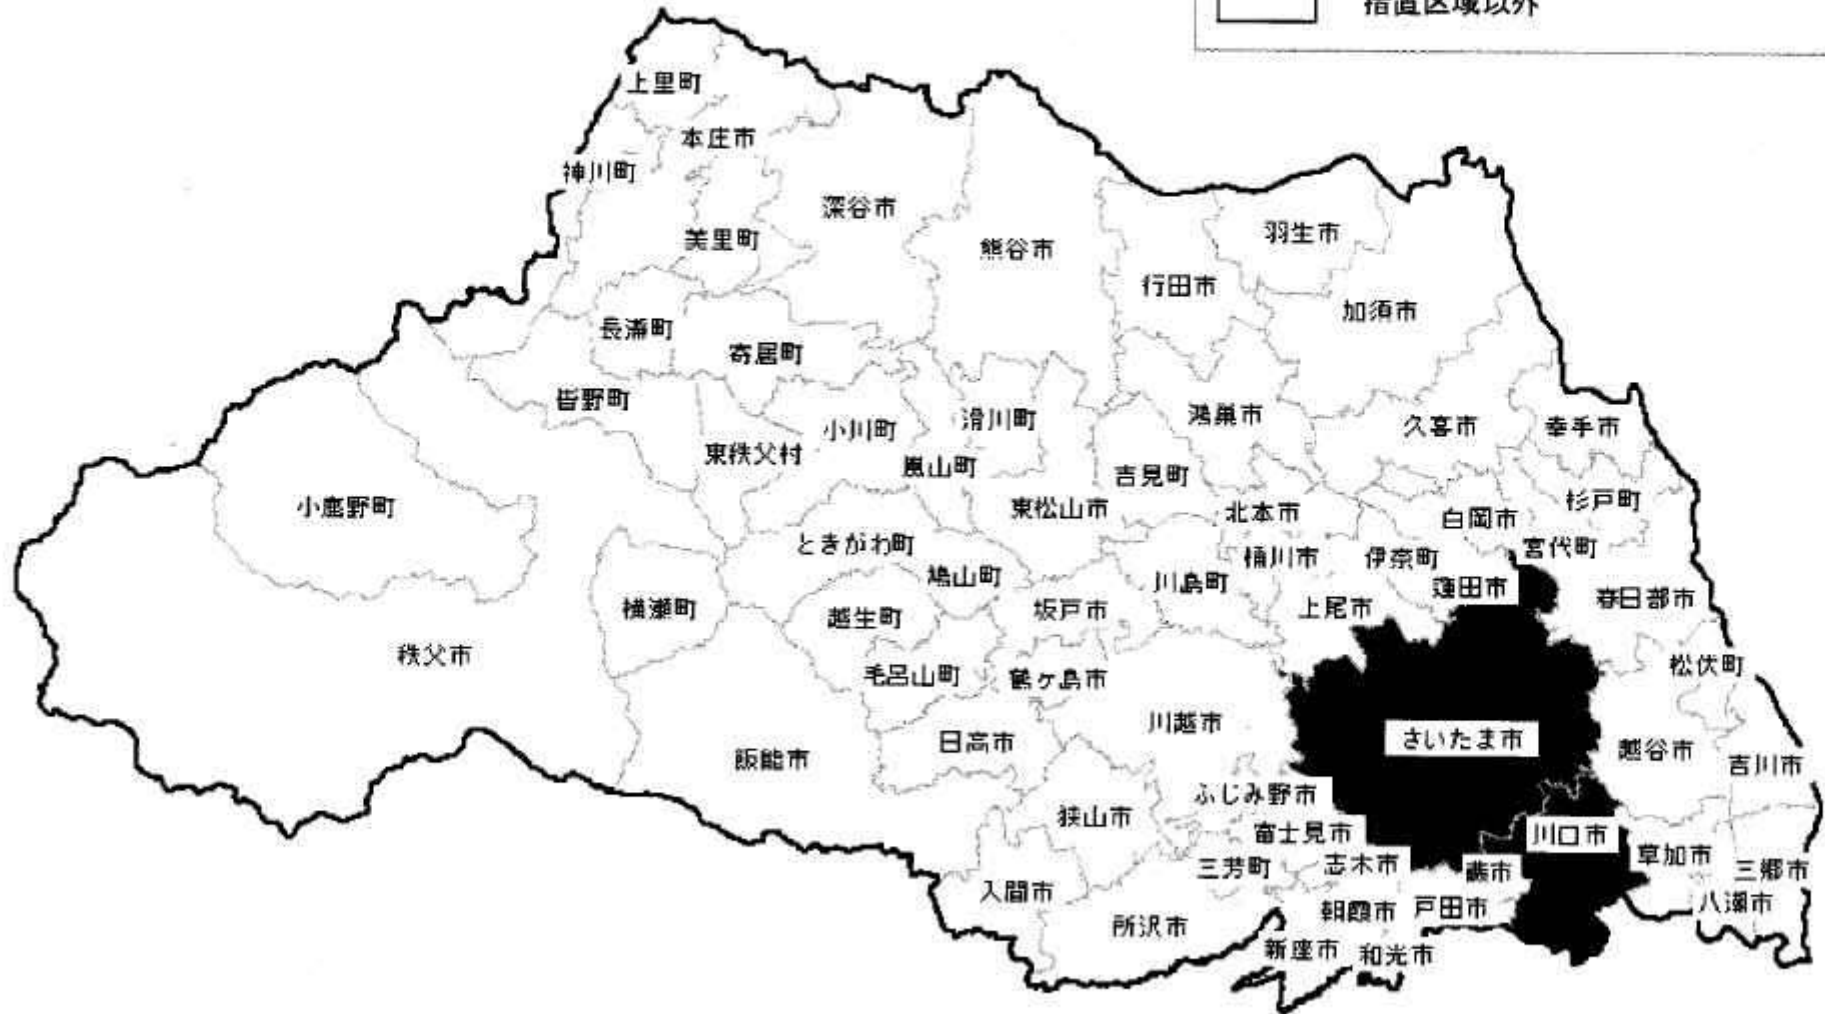 措置区域以外
上里町
本庄市
神川町
深谷市
美里町
熊谷市
羽生市
行田市
加須市
長瀞町
寄居町
皆野町
小川町
滑川町
鴻巣市
久喜市
幸手市
東秩父村
嵐山町
吉見町
小鹿野町
東松山市
北本市
白岡市
杉戸町
ときがわ町
桶川市
伊奈町
宮代町
鳩山町
川島町
蓮田市
春日部市
横瀬町
越生町
坂戸市
上尾市
秩父市
毛呂山町
鶴ヶ島市
松伏町
川越市
さいたま市
日高市
越谷市
飯能市
吉川市
ふじみ野市
狭山市
富士見市
川口市
三芳町
志木市
蕨市
草加市
三郷市
入間市
朝霞市
戸田市
八潮市
所沢市
新座市
和光市